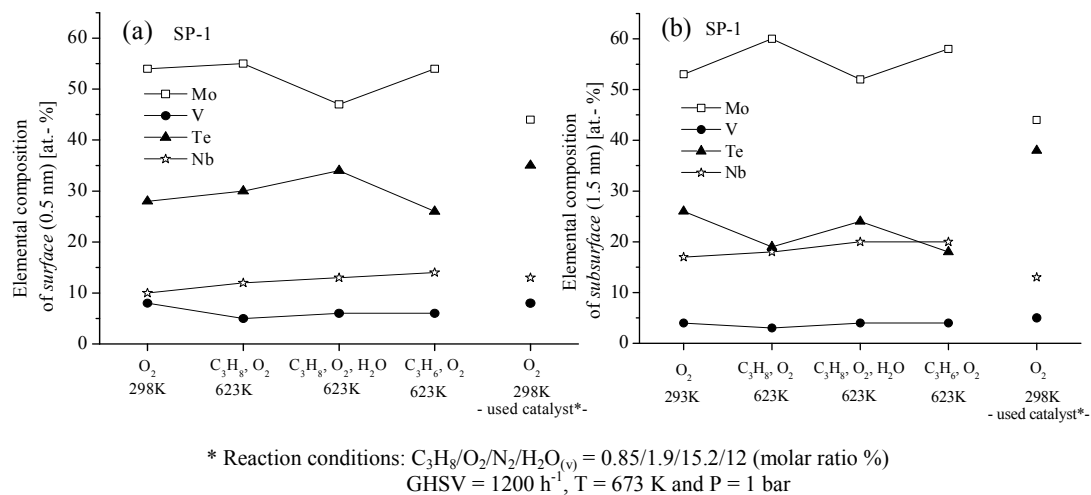 (a) SP-1
Elemental composition
of surface (0.5 nm) [at.- %]
60
50
40
30
20
10
0
Mo
V
Te
Nb
O₂
298K
C₃H₈, O₂
623K
C₃H₈, O₂, H₂O
623K
C₃H₆, O₂
623K
O₂
298K
- used catalyst*-
(b) SP-1
Elemental composition
of subsurface (1.5 nm) [at.- %]
60
50
40
30
20
10
0
Mo
V
Te
Nb
O₂
293K
C₃H₈, O₂
623K
C₃H₈, O₂, H₂O
623K
C₃H₆, O₂
623K
O₂
298K
- used catalyst*-
* Reaction conditions: C₃H₈/O₂/N₂/H₂O₍ᵥ₎ = 0.85/1.9/15.2/12 (molar ratio %)
GHSV = 1200 h⁻¹, T = 673 K and P = 1 bar